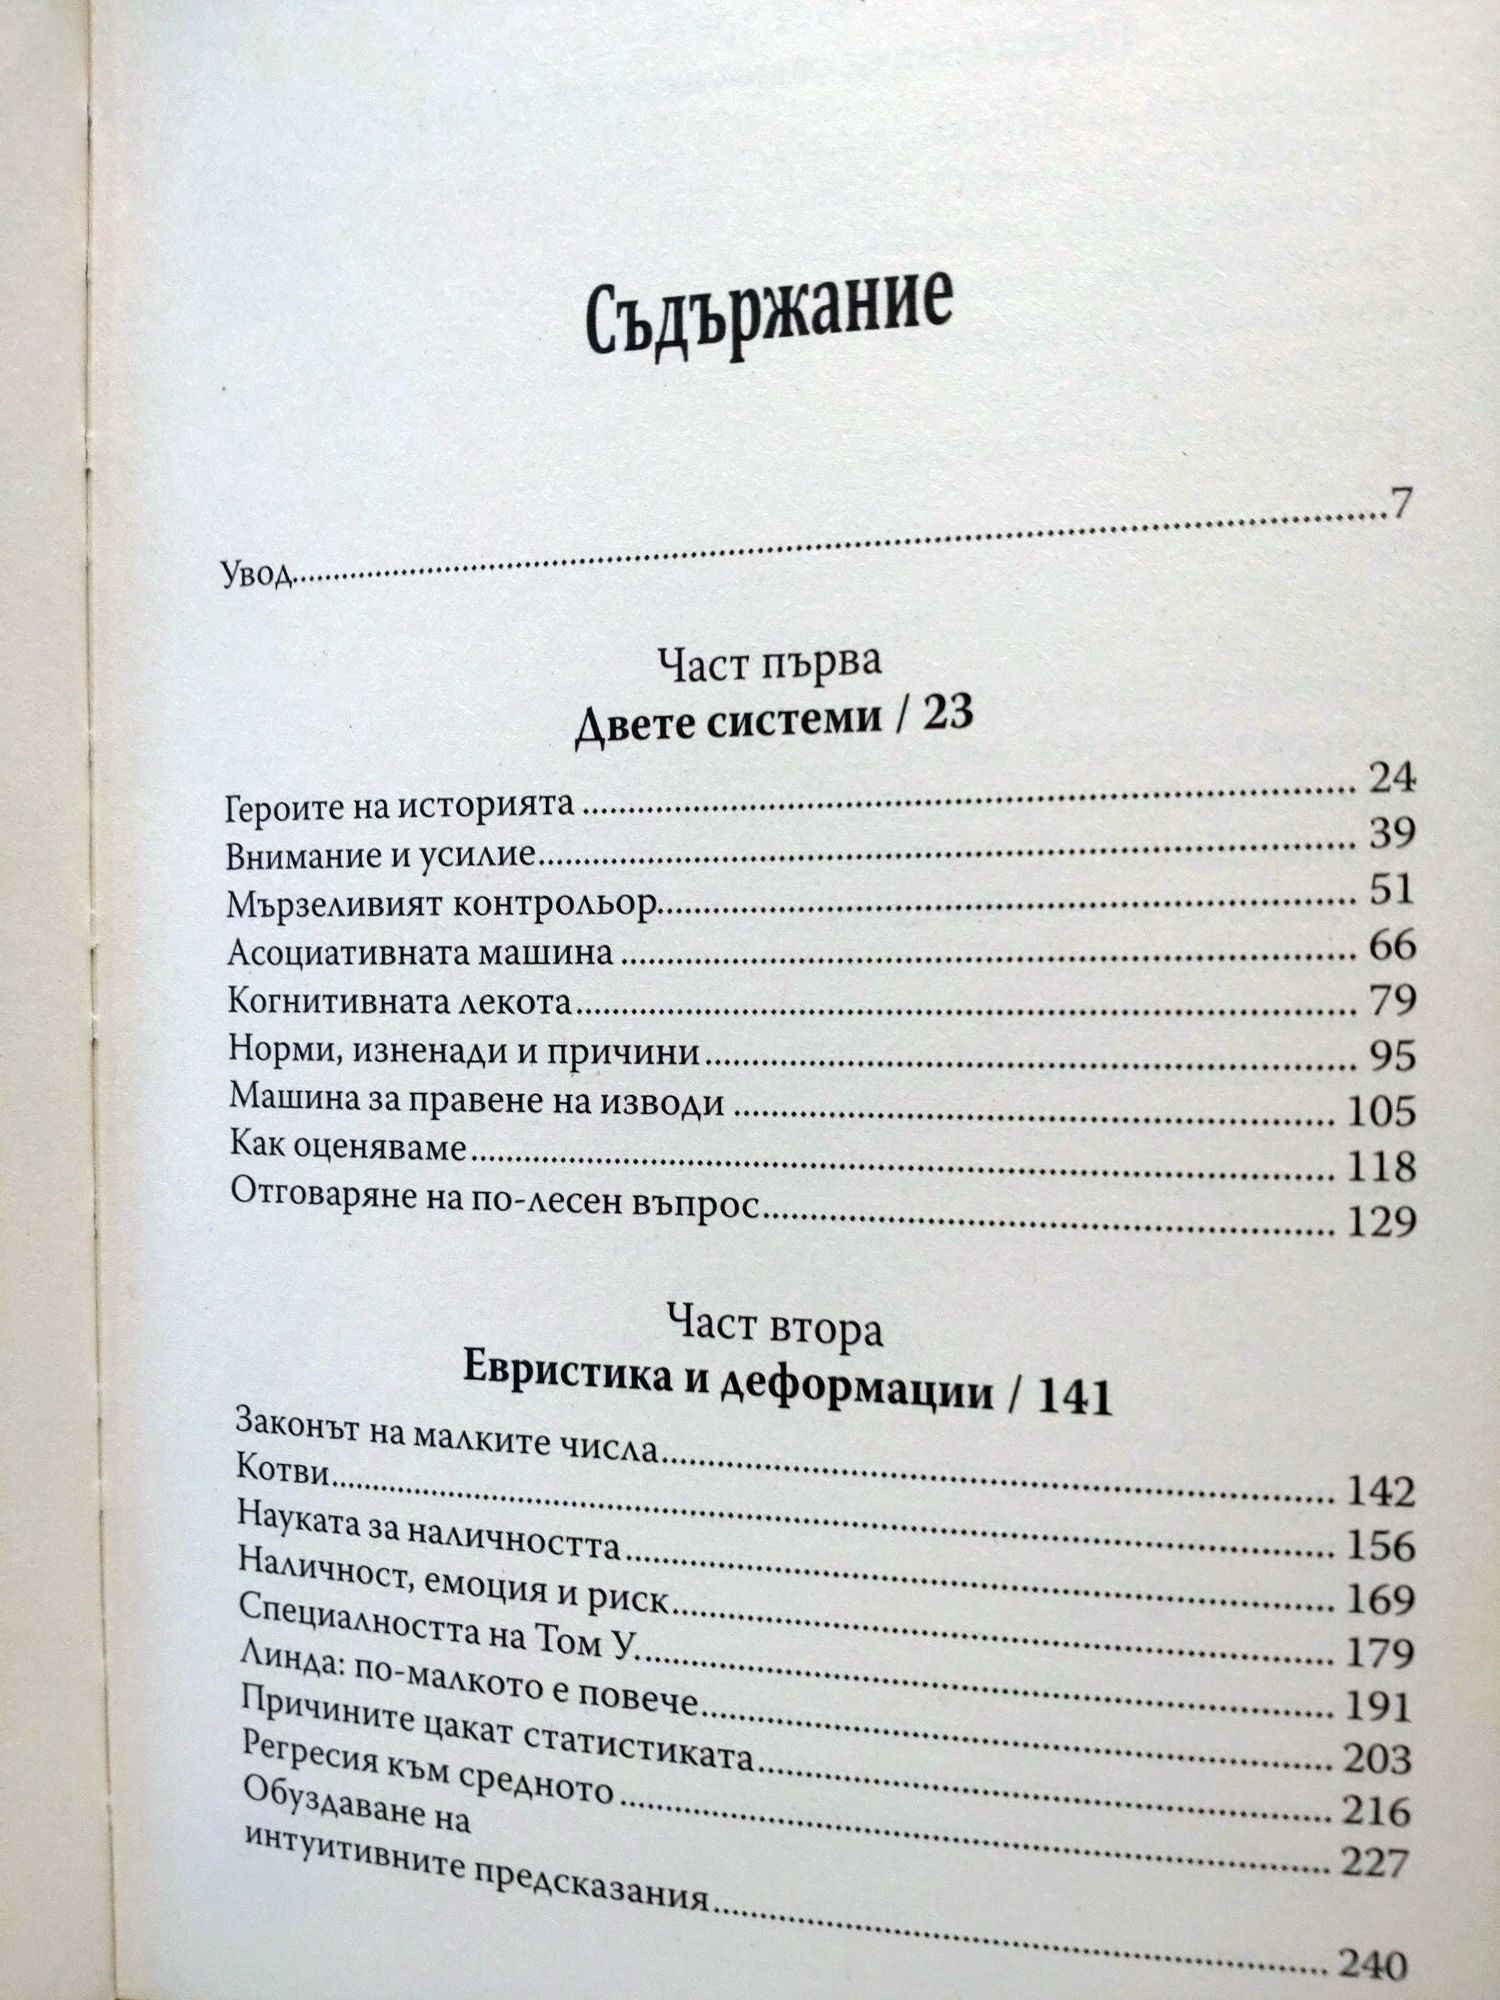 Съдържание
Увод....................7
Част първа
Двете системи / 23
Героите на историята .................... 24
Внимание и усилие.................... 39
Мързеливият контрольор.................... 51
Асоциативната машина .................... 66
Когнитивната лекота.................... 79
Норми, изненади и причини.................... 95
Машина за правене на изводи .................... 105
Как оценяваме.................... 118
Отговаряне на по-лесен въпрос.................... 129
Част втора
Евристика и деформации / 141
Законът на малките числа.................... 142
Котви.................... 156
Науката за наличността.................... 169
Наличност, емоция и риск.................... 179
Специалността на Том У.................... 191
Линда: по-малкото е повече.................... 203
Причините цакат статистиката.................... 216
Регресия към средното .................... 227
Обуздаване на
интуитивните предсказания.................... 240